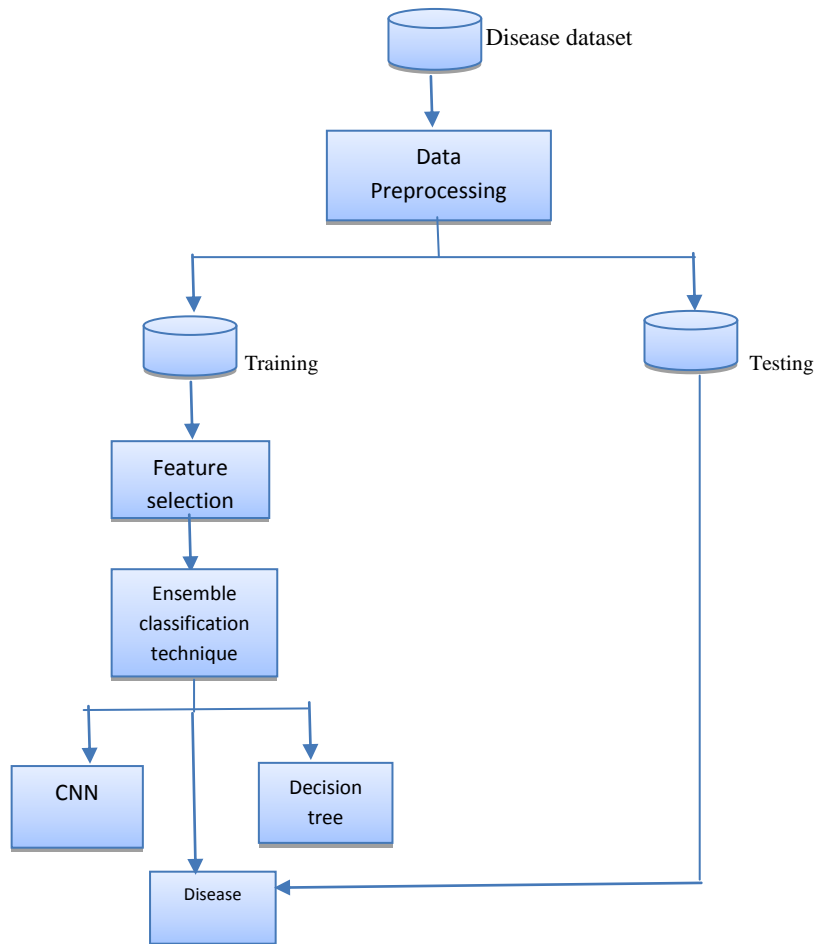 Disease dataset
Data
Preprocessing
Training
Testing
Feature
selection
Ensemble
classification
technique
CNN
Decision
tree
Disease